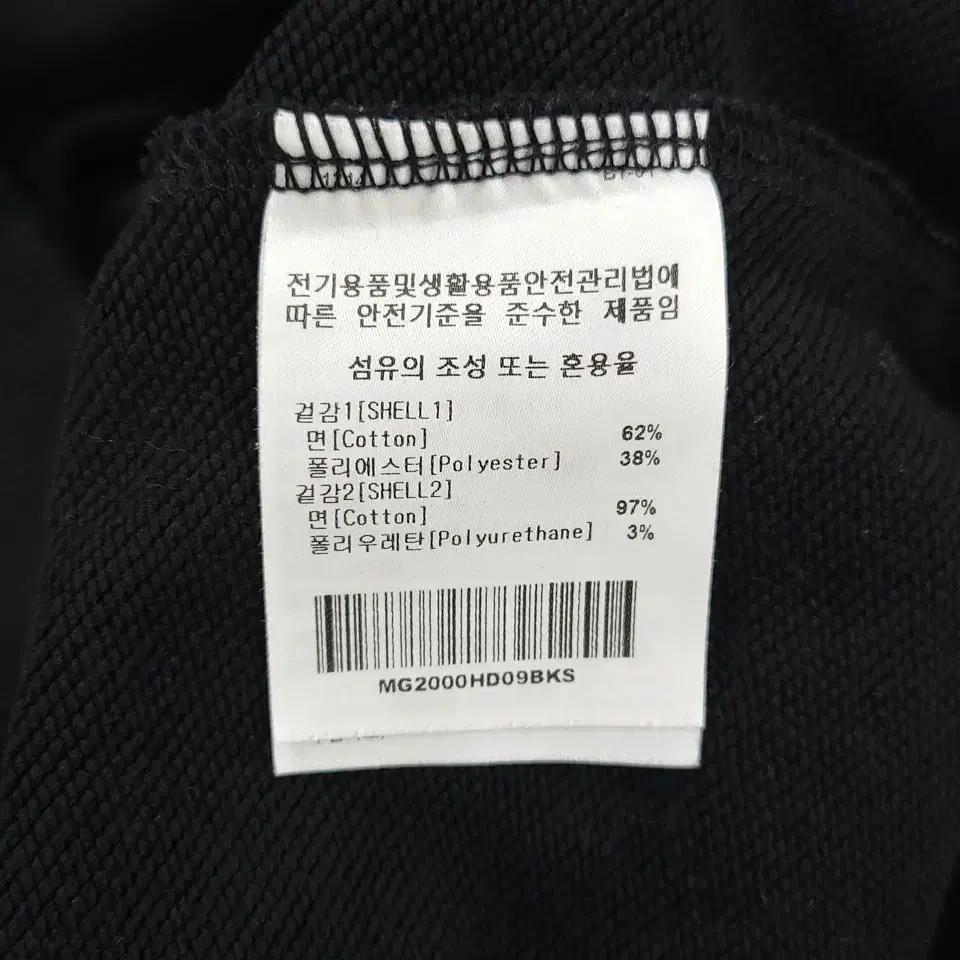 전기용품및생활용품안전관리법에
따른 안전기준을 준수한 제품임
섬유의 조성 또는 혼용율
겉감1[SHELL1]
면[Cotton] 62%
폴리에스터[Polyester] 38%
겉감2[SHELL2]
면[Cotton] 97%
폴리우레탄[Polyurethane] 3%
MG2000HD09BKS